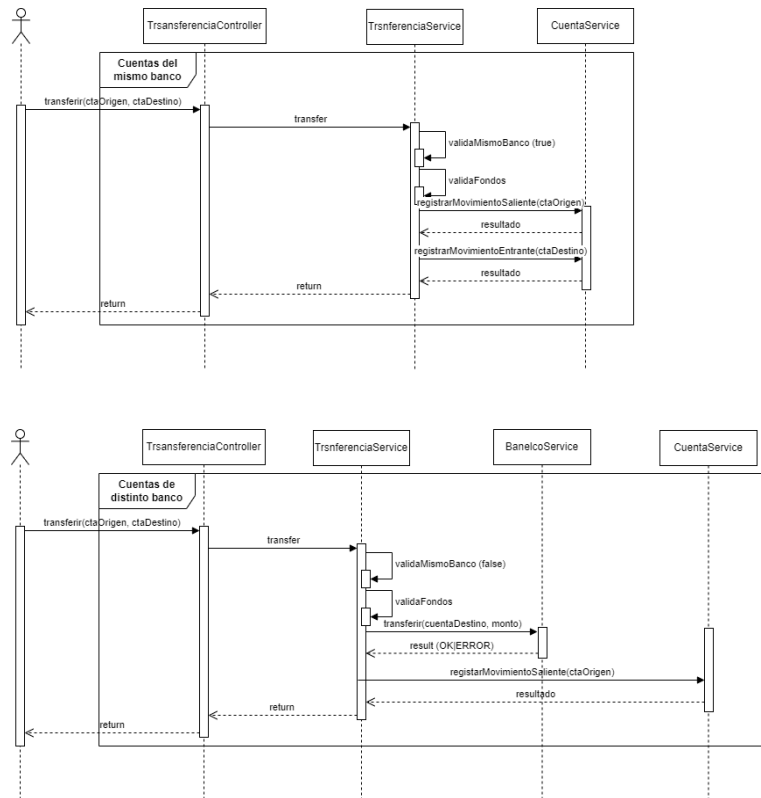 TrsansferenciaController
TrsnferenciaService
CuentaService
Cuentas del
mismo banco
transferir(ctaOrigen, ctaDestino)
transfer
validaMismoBanco (true)
validaFondos
registrarMovimientoSaliente(ctaOrigen)
resultado
registrarMovimientoEntrante(ctaDestino)
resultado
return
return
TrsansferenciaController
TrsnferenciaService
BanelcoService
CuentaService
Cuentas de
distinto banco
transferir(ctaOrigen, ctaDestino)
transfer
validaMismoBanco (false)
validaFondos
transferir(cuentaDestino, monto)
result (OK|ERROR)
registarMovimientoSaliente(ctaOrigen)
resultado
return
return